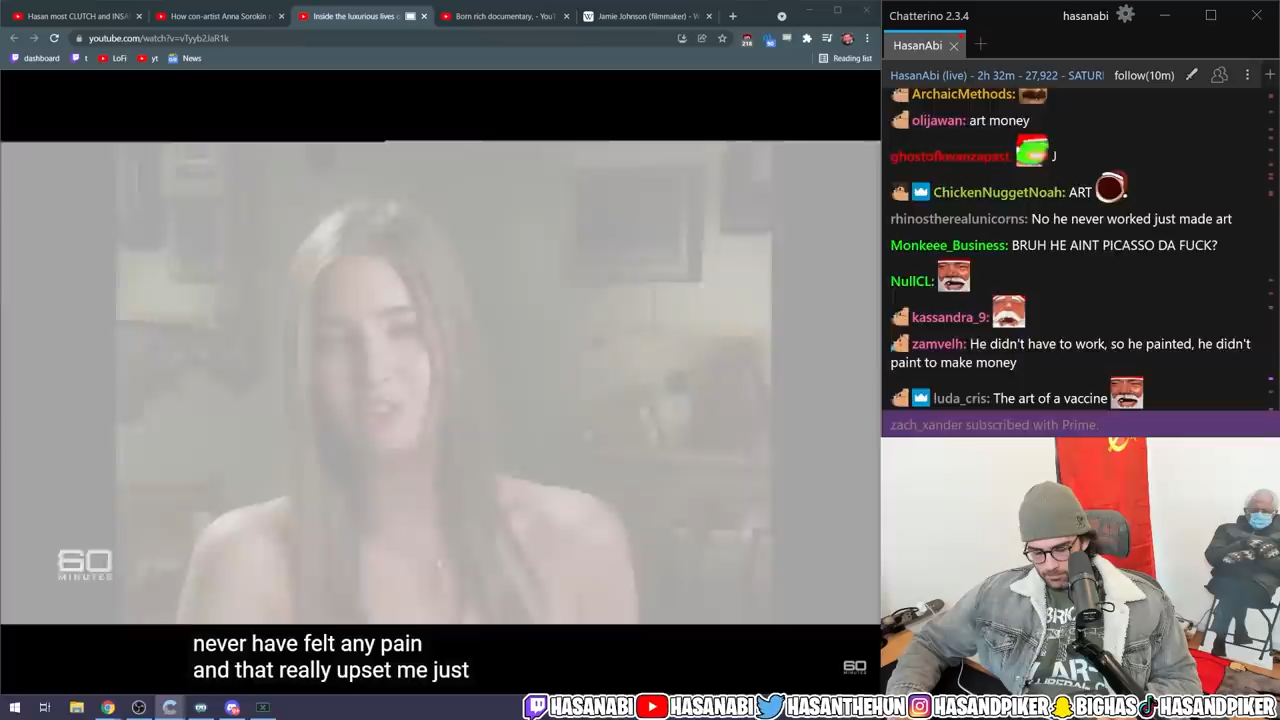 Hasan most CLUTCH and INSA
How con-artist Anna Sorokin
Inside the luxurious lives o
Born rich documentary, - YouT
Jamie Johnson (filmmaker) - W
youtube.com/watch?v=vTyyb2JaR1k
dashboard
t
LoFi
yt
News
Reading list
60
MINUTES
never have felt any pain
and that really upset me just
60
Chatterino 2.3.4
hasanabi
HasanAbi
HasanAbi (live) - 2h 32m - 27,922 - SATUR
follow(10m)
ArchaicMethods:
olijawan: art money
ghostofkwanzapast: J
ChickenNuggetNoah: ART
rhinostherealunicorns: No he never worked just made art
Monkeee_Business: BRUH HE AINT PICASSO DA FUCK?
NullCL:
kassandra_9:
zamvelh: He didn't have to work, so he painted, he didn't
paint to make money
luda_cris: The art of a vaccine
zach_xander subscribed with Prime.
HASANABI
HASANABI
HASANTHEHUN
HASANDPIKER
BIGHAS
HASANDPIKER